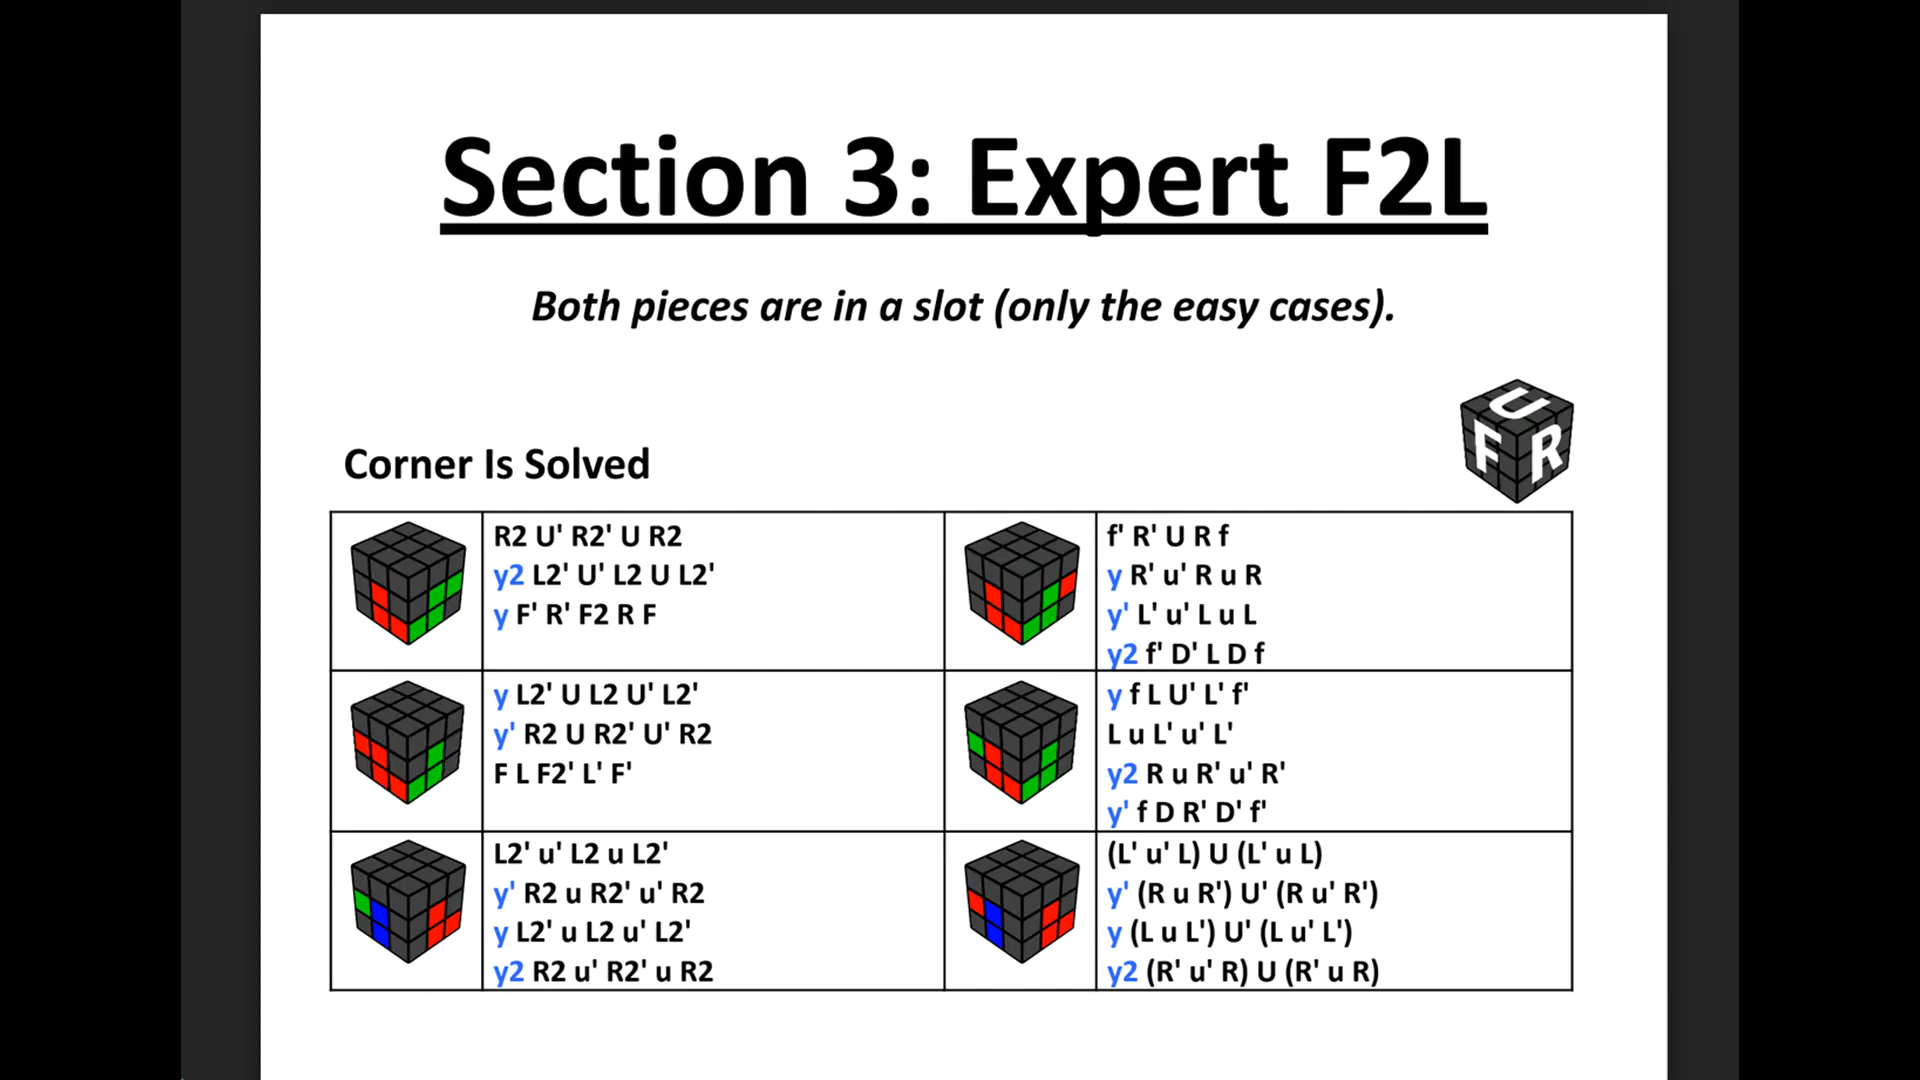 Section 3: Expert F2L
Both pieces are in a slot (only the easy cases).
U
F R
Corner Is Solved
R2 U' R2' U R2
y2 L2' U' L2 U L2'
y F' R' F2 R F
f' R' U R f
y R' u' R u R
y' L' u' L u L
y2 f' D' L D f
y L2' U L2 U' L2'
y' R2 U R2' U' R2
F L F2' L' F'
y f L U' L' f'
L u L' u' L'
y2 R u R' u' R'
y' f D R' D' f'
L2' u' L2 u L2'
y' R2 u R2' u' R2
y L2' u L2 u' L2'
y2 R2 u' R2' u R2
(L' u' L) U (L' u L)
y' (R u R') U' (R u' R')
y (L u L') U' (L u' L')
y2 (R' u' R) U (R' u R)